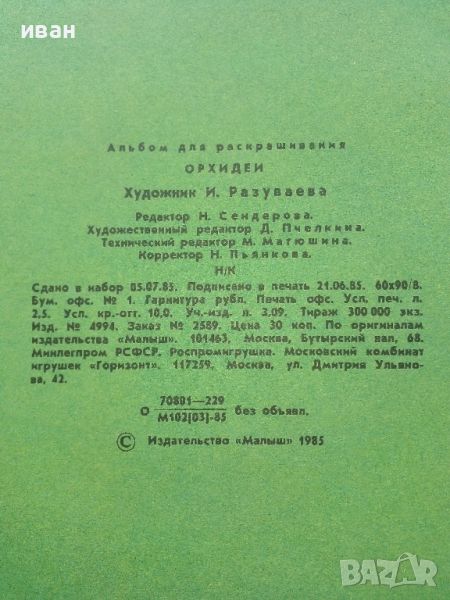 иван
Альбом для раскрашивания
ОРХИДЕИ
Художник И. Разуваева
Редактор Н. Сендерова.
Художественный редактор Д. Пчелкина.
Технический редактор М. Матюшина.
Корректор Н. Пьянкова.
Н/К
Сдано в набор 05.07.85. Подписано в печать 21.06.85. 60х90/8.
Бум. офс. № 1. Гарнитура рубл. Печать офс. Усл. печ. л.
2,5. Усл. кр.-отт. 10,0. Уч.-изд. л. 3,09. Тираж 300 000 экз.
Изд. № 4994. Заказ № 2589. Цена 30 коп. По оригиналам
издательства «Малыш». 101463, Москва, Бутырский вал, 68.
Минлегпром РСФСР. Роспромигрушка. Московский комбинат
игрушек «Горизонт». 117259, Москва, ул. Дмитрия Ульяно-
ва, 42.
О 70801—229 без объявл.
М102(03)-85
© Издательство «Малыш» 1985
BAZAR